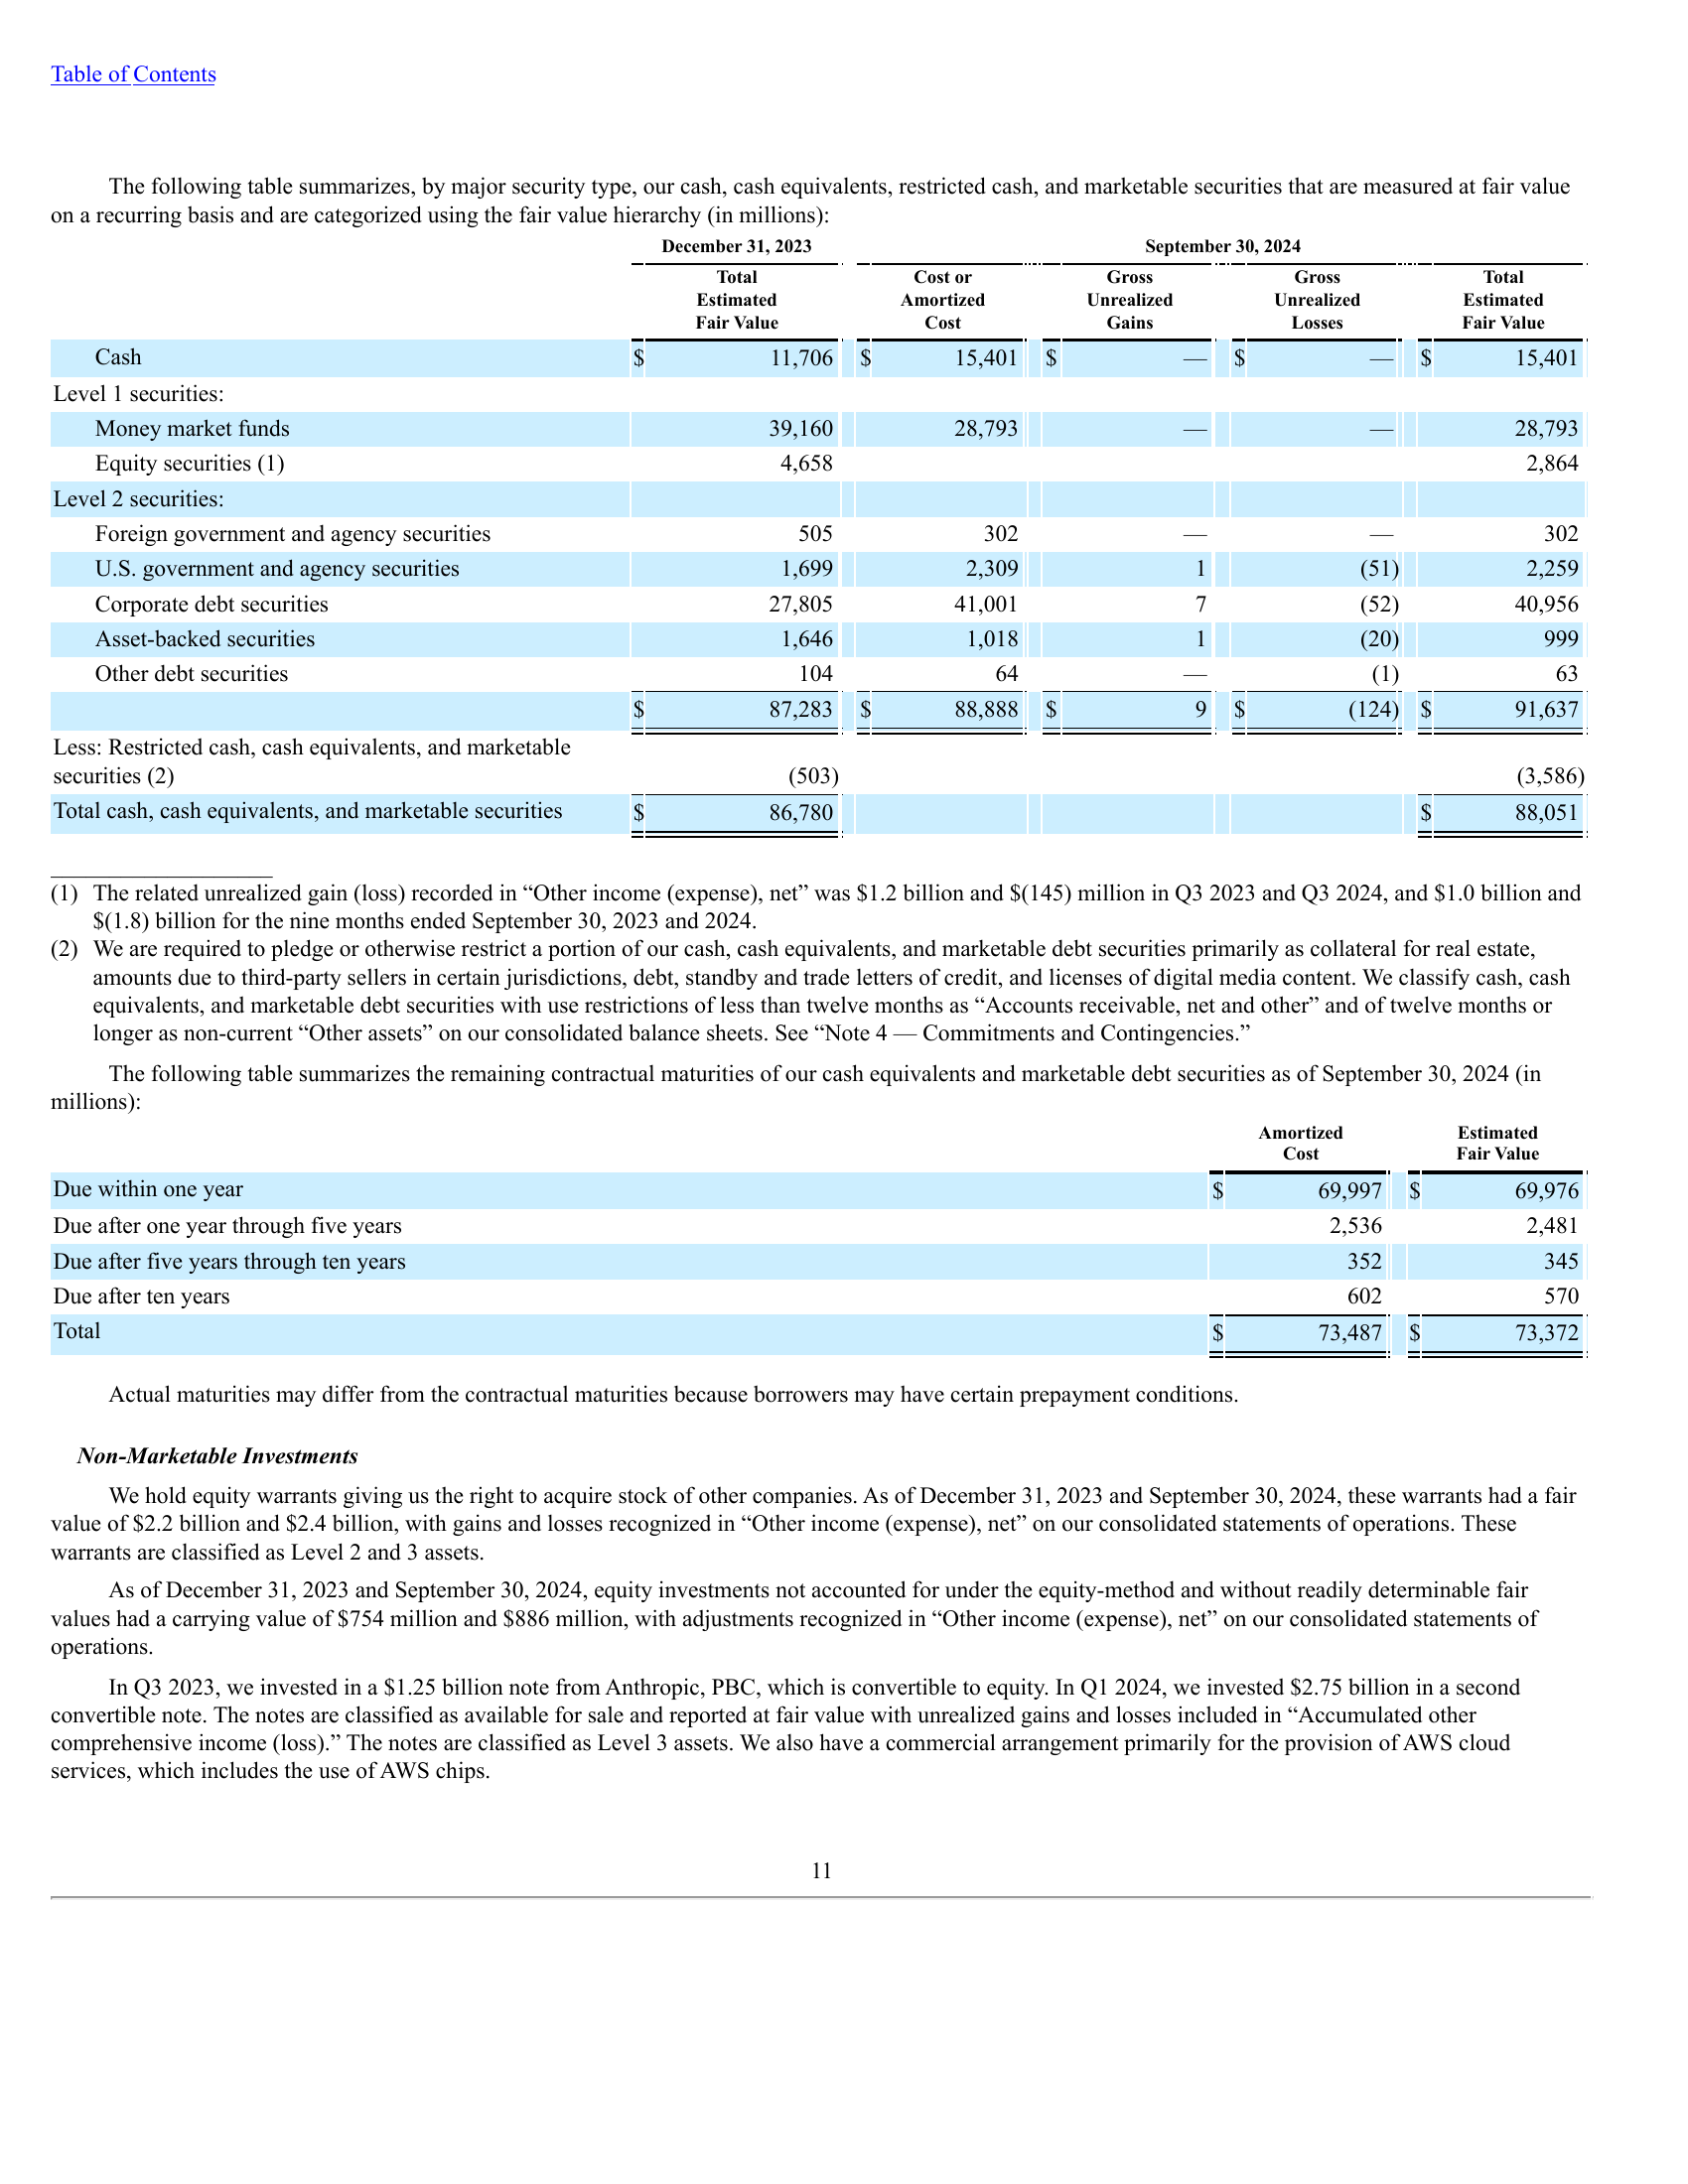 Table of Contents
The following table summarizes, by major security type, our cash, cash equivalents, restricted cash, and marketable securities that are measured at fair value
on a recurring basis and are categorized using the fair value hierarchy (in millions):
December 31, 2023 September 30, 2024
Total Estimated Fair Value Cost or Amortized Cost Gross Unrealized Gains Gross Unrealized Losses Total Estimated Fair Value
Cash $ 11,706 $ 15,401 $ — $ — $ 15,401
Level 1 securities:
Money market funds 39,160 28,793 — — 28,793
Equity securities (1) 4,658 2,864
Level 2 securities:
Foreign government and agency securities 505 302 — — 302
U.S. government and agency securities 1,699 2,309 1 (51) 2,259
Corporate debt securities 27,805 41,001 7 (52) 40,956
Asset-backed securities 1,646 1,018 1 (20) 999
Other debt securities 104 64 — (1) 63
$ 87,283 $ 88,888 $ 9 $ (124) $ 91,637
Less: Restricted cash, cash equivalents, and marketable
securities (2) (503) (3,586)
Total cash, cash equivalents, and marketable securities $ 86,780 $ 88,051
(1) The related unrealized gain (loss) recorded in “Other income (expense), net” was $1.2 billion and $(145) million in Q3 2023 and Q3 2024, and $1.0 billion and
$(1.8) billion for the nine months ended September 30, 2023 and 2024.
(2) We are required to pledge or otherwise restrict a portion of our cash, cash equivalents, and marketable debt securities primarily as collateral for real estate,
amounts due to third-party sellers in certain jurisdictions, debt, standby and trade letters of credit, and licenses of digital media content. We classify cash, cash
equivalents, and marketable debt securities with use restrictions of less than twelve months as “Accounts receivable, net and other” and of twelve months or
longer as non-current “Other assets” on our consolidated balance sheets. See “Note 4 — Commitments and Contingencies.”
The following table summarizes the remaining contractual maturities of our cash equivalents and marketable debt securities as of September 30, 2024 (in
millions):
Amortized Cost Estimated Fair Value
Due within one year $ 69,997 $ 69,976
Due after one year through five years 2,536 2,481
Due after five years through ten years 352 345
Due after ten years 602 570
Total $ 73,487 $ 73,372
Actual maturities may differ from the contractual maturities because borrowers may have certain prepayment conditions.
Non-Marketable Investments
We hold equity warrants giving us the right to acquire stock of other companies. As of December 31, 2023 and September 30, 2024, these warrants had a fair
value of $2.2 billion and $2.4 billion, with gains and losses recognized in “Other income (expense), net” on our consolidated statements of operations. These
warrants are classified as Level 2 and 3 assets.
As of December 31, 2023 and September 30, 2024, equity investments not accounted for under the equity-method and without readily determinable fair
values had a carrying value of $754 million and $886 million, with adjustments recognized in “Other income (expense), net” on our consolidated statements of
operations.
In Q3 2023, we invested in a $1.25 billion note from Anthropic, PBC, which is convertible to equity. In Q1 2024, we invested $2.75 billion in a second
convertible note. The notes are classified as available for sale and reported at fair value with unrealized gains and losses included in “Accumulated other
comprehensive income (loss).” The notes are classified as Level 3 assets. We also have a commercial arrangement primarily for the provision of AWS cloud
services, which includes the use of AWS chips.
11